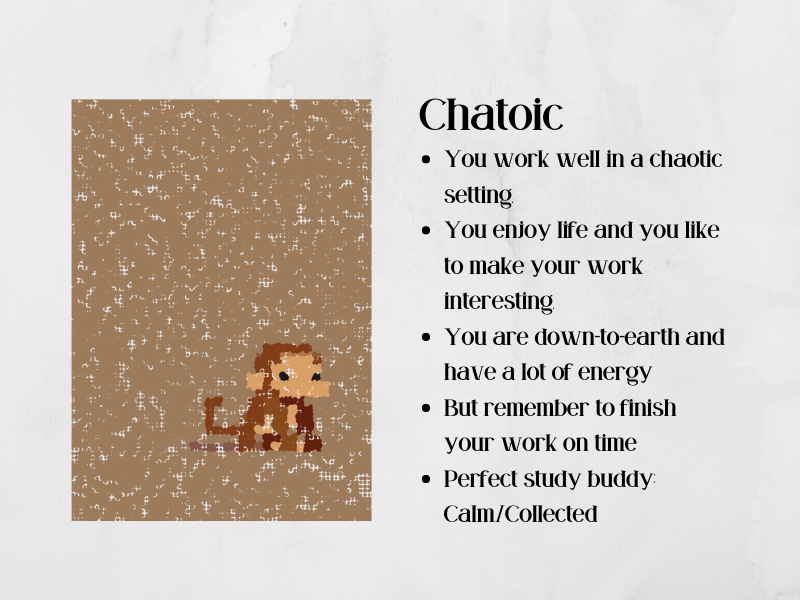 Chatoic
• You work well in a chaotic
setting.
• You enjoy life and you like
to make your work
interesting.
• You are down-to-earth and
have a lot of energy
• But remember to finish
your work on time
• Perfect study buddy:
Calm/Collected